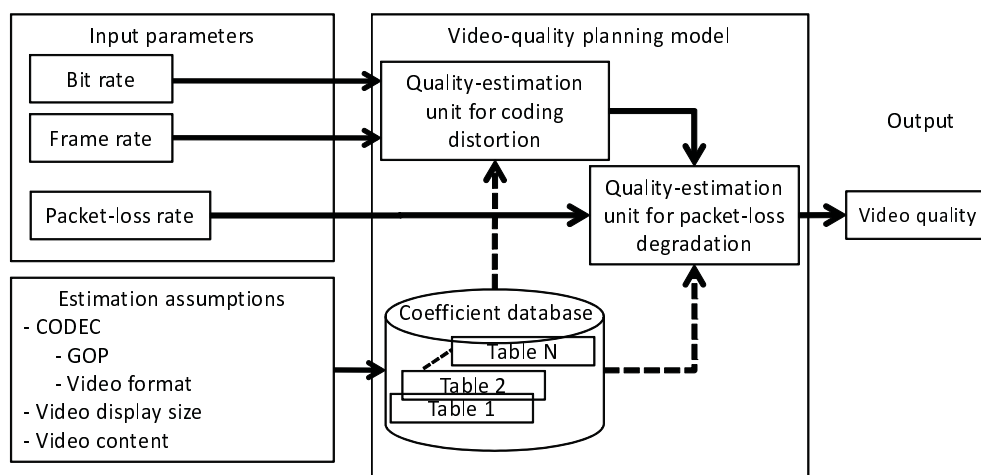 Input parameters
Bit rate
Frame rate
Packet-loss rate
Estimation assumptions
- CODEC
- GOP
- Video format
- Video display size
- Video content
Video-quality planning model
Quality-estimation
unit for coding
distortion
Quality-estimation
unit for packet-loss
degradation
Coefficient database
Table N
Table 2
Table 1
Output
Video quality